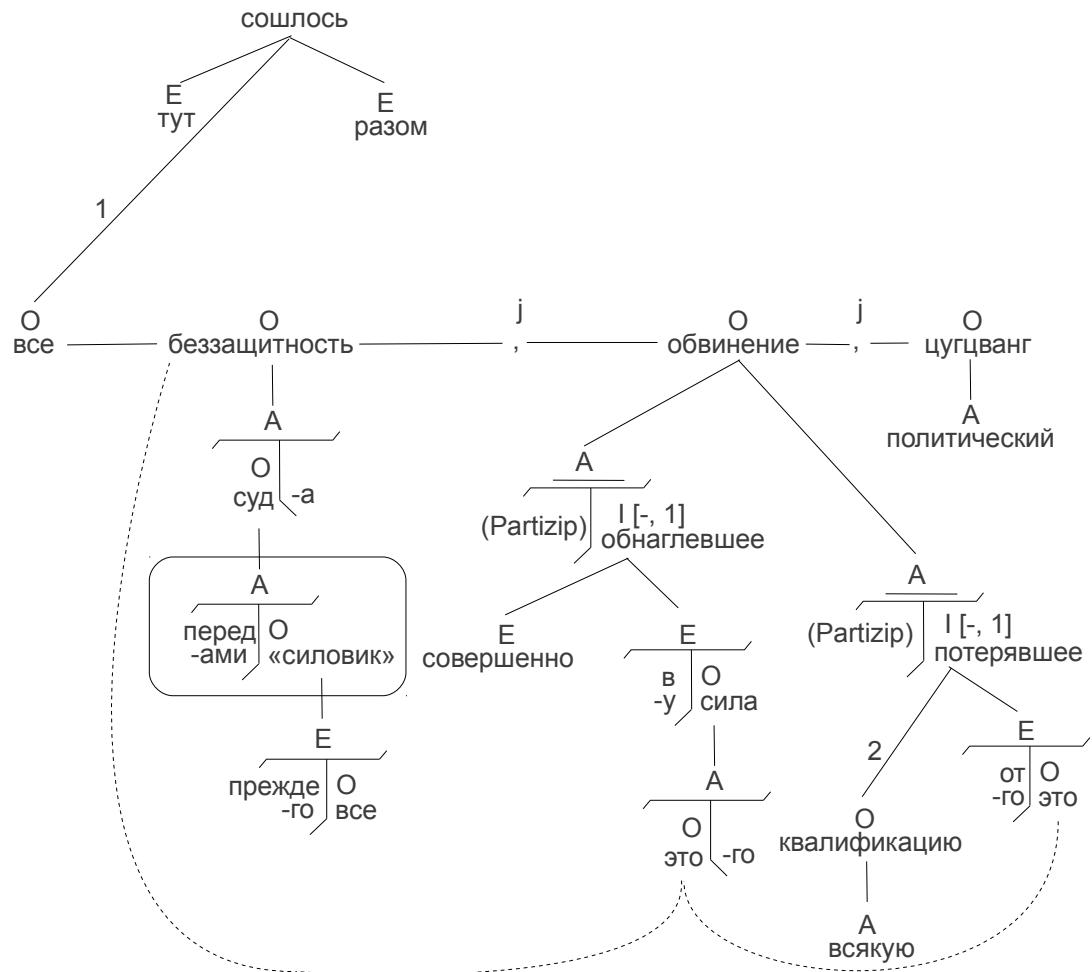 сошлось
E E
тут разом
1
O O j O j O
все беззащитность , обвинение , цугцванг
A A
политический
O
суд -а
A
(Partizip) I [-, 1]
обнаглевшее
A
перед O
-ами «силовик»
A
(Partizip) I [-, 1]
потерявшее
E E
совершенно
в O
-у сила
E
прежде O
-го все
2 E
от O
-го это
A
O
это -го
O
квалификацию
A
всякую